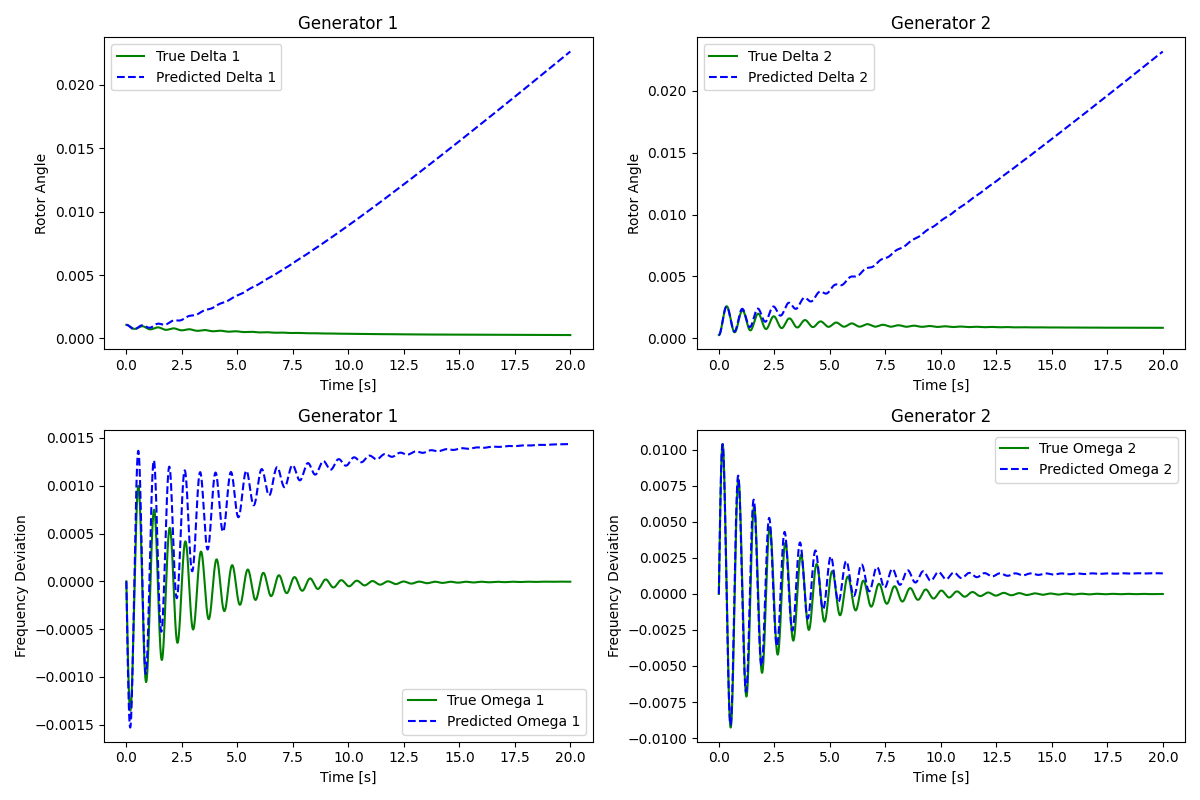 Generator 1
True Delta 1
Predicted Delta 1
Rotor Angle
0.020
0.015
0.010
0.005
0.000
0.0 2.5 5.0 7.5 10.0 12.5 15.0 17.5 20.0
Time [s]
Generator 2
True Delta 2
Predicted Delta 2
Rotor Angle
0.020
0.015
0.010
0.005
0.000
0.0 2.5 5.0 7.5 10.0 12.5 15.0 17.5 20.0
Time [s]
Generator 1
Frequency Deviation
0.0015
0.0010
0.0005
0.0000
−0.0005
−0.0010
−0.0015
True Omega 1
Predicted Omega 1
0.0 2.5 5.0 7.5 10.0 12.5 15.0 17.5 20.0
Time [s]
Generator 2
True Omega 2
Predicted Omega 2
Frequency Deviation
0.0100
0.0075
0.0050
0.0025
0.0000
−0.0025
−0.0050
−0.0075
−0.0100
0.0 2.5 5.0 7.5 10.0 12.5 15.0 17.5 20.0
Time [s]